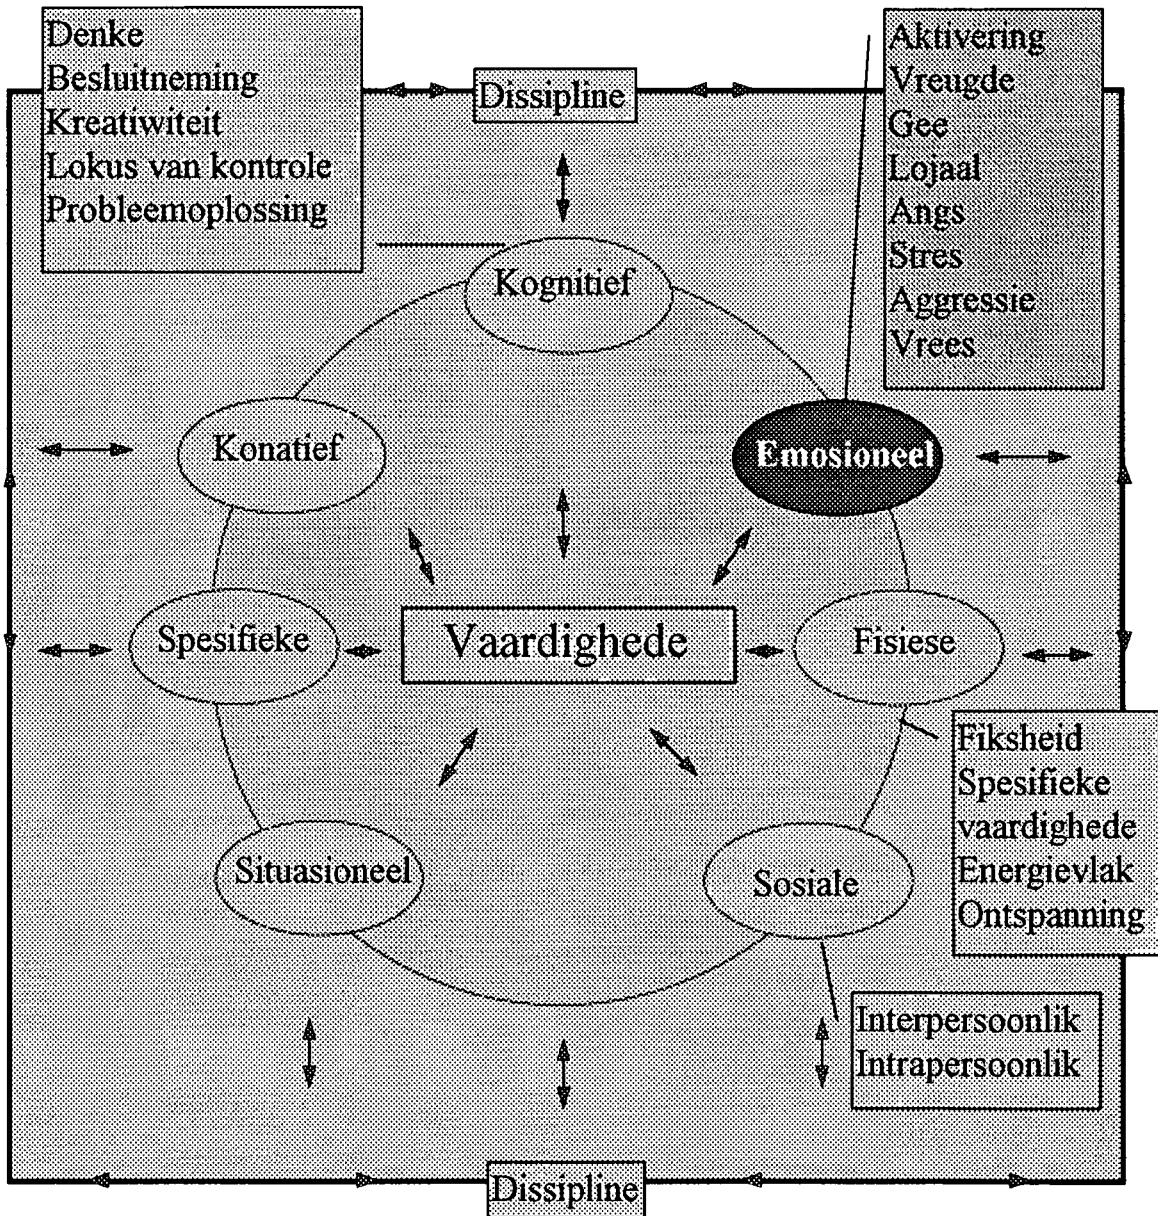 Denke
Besluitneming
Kreatiwiteit
Lokus van kontrole
Probleemoplossing
Dissipline
Aktivering
Vreugde
Gee
Lojaal
Angs
Stres
Aggressie
Vrees
Kognitief
Konatief
Emosioneel
Spesifieke
Vaardighede
Fisiese
Fiksheid
Spesifieke
vaardighede
Energievlak
Ontspanning
Situasioneel
Sosiale
Interpersoonlik
Intrapersoonlik
Dissipline